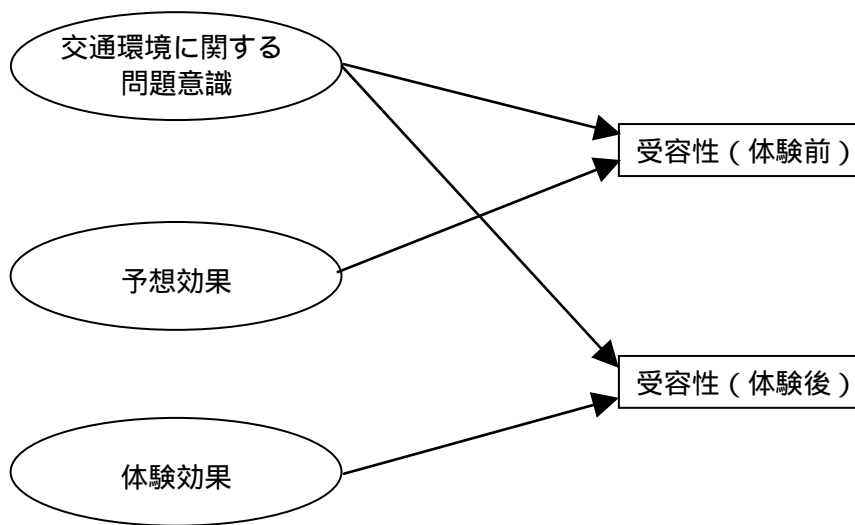 交通環境に関する
問題意識
受容性（体験前）
予想効果
受容性（体験後）
体験効果